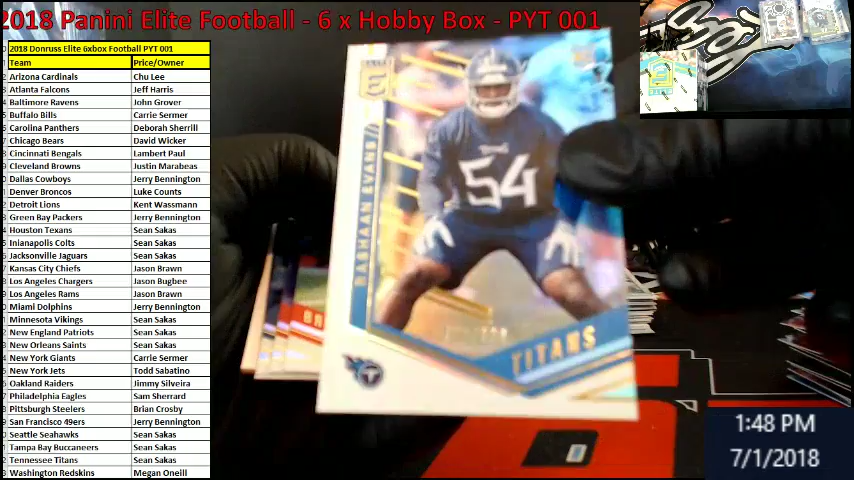 2018 Panini Elite Football - 6 x Hobby Box - PYT 001
2018 Donruss Elite 6xbox Football PYT 001
Team Price/Owner
Arizona Cardinals Chu Lee
Atlanta Falcons Jeff Harris
Baltimore Ravens John Grover
Buffalo Bills Carrie Sermer
Carolina Panthers Deborah Sherrill
Chicago Bears David Wicker
Cincinnati Bengals Lambert Paul
Cleveland Browns Justin Marabeas
Dallas Cowboys Jerry Bennington
Denver Broncos Luke Counts
Detroit Lions Kent Wassmann
Green Bay Packers Jerry Bennington
Houston Texans Sean Sakas
Inianapolis Colts Sean Sakas
Jacksonville Jaguars Sean Sakas
Kansas City Chiefs Jason Brawn
Los Angeles Chargers Jason Bugbee
Los Angeles Rams Jason Brawn
Miami Dolphins Jerry Bennington
Minnesota Vikings Sean Sakas
New England Patriots Sean Sakas
New Orleans Saints Sean Sakas
New York Giants Carrie Sermer
New York Jets Todd Sabatino
Oakland Raiders Jimmy Silveira
Philadelphia Eagles Sam Sherrard
Pittsburgh Steelers Brian Crosby
San Francisco 49ers Jerry Bennington
Seattle Seahawks Sean Sakas
Tampa Bay Buccaneers Sean Sakas
Tennessee Titans Sean Sakas
Washington Redskins Megan Oneill
RASHAAN EVANS
54
TITANS
1:48 PM
7/1/2018